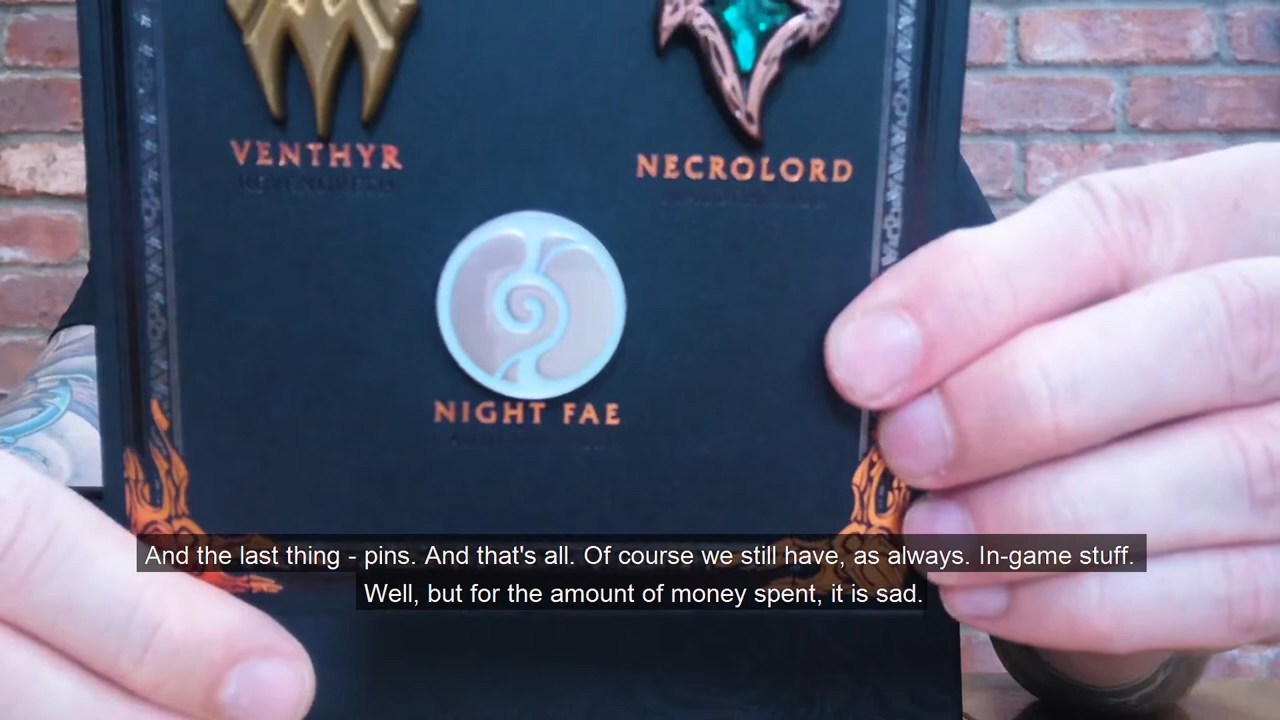 VENTHYR
NECROLORD
NIGHT FAE
And the last thing - pins. And that's all. Of course we still have, as always. In-game stuff.
Well, but for the amount of money spent, it is sad.